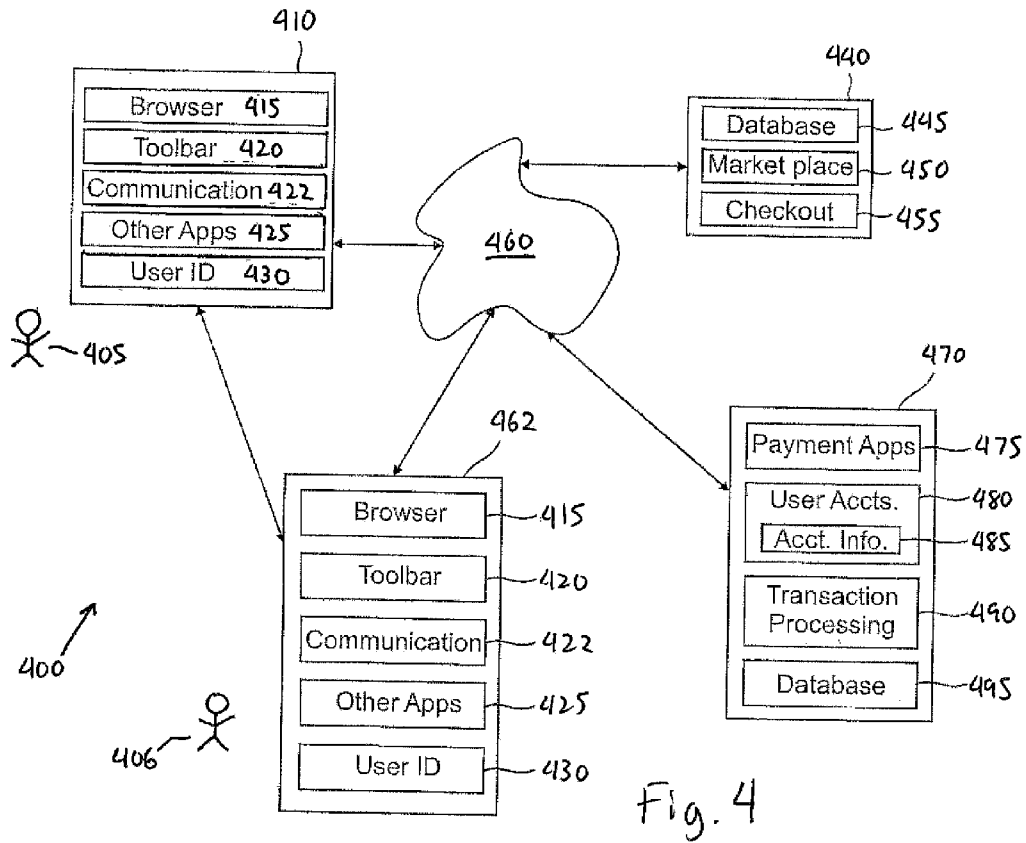 410
Browser 415
Toolbar 420
Communication 422
Other Apps 425
User ID 430
405
440
Database 445
Market place 450
Checkout 455
460
462
Browser 415
Toolbar 420
Communication 422
Other Apps 425
User ID 430
400
406
470
Payment Apps 475
User Accts. 480
Acct. Info. 485
Transaction
Processing 490
Database 495
Fig. 4